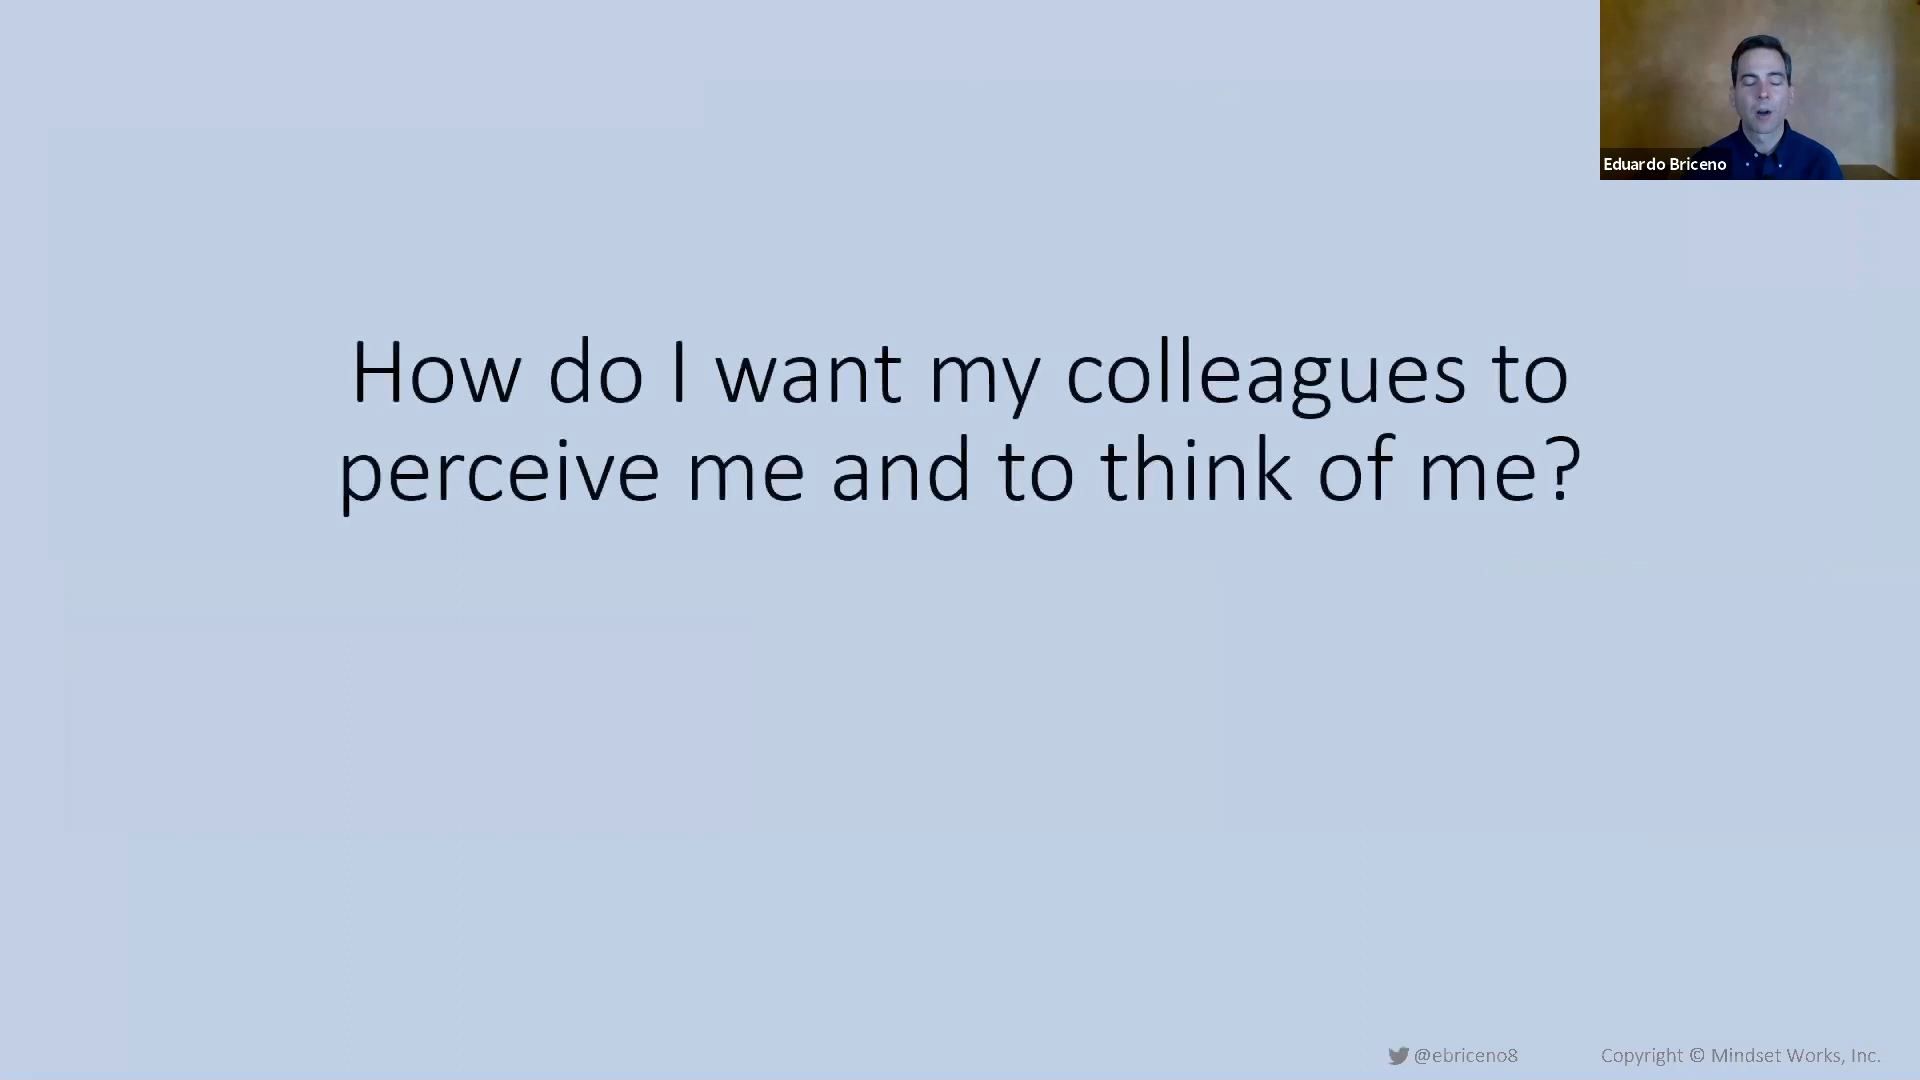 Eduardo Briceno
How do I want my colleagues to
perceive me and to think of me?
@ebriceno8
Copyright © Mindset Works, Inc.